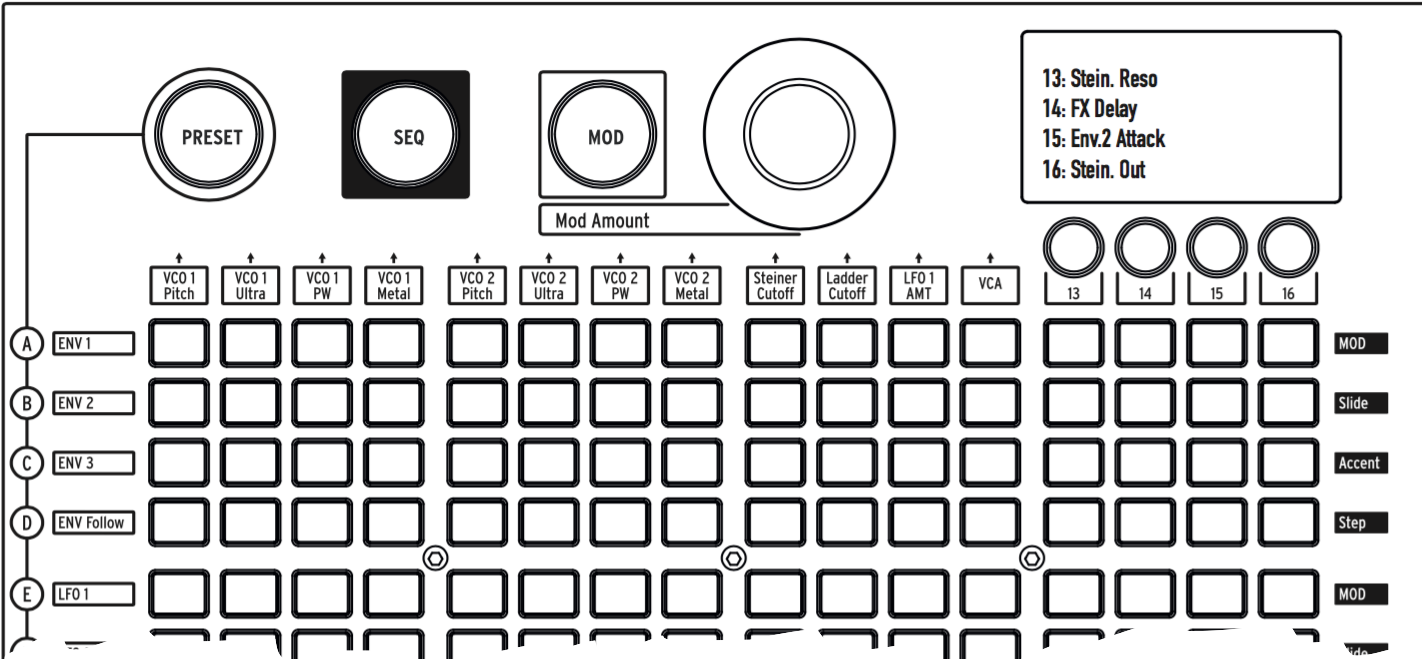 13: Stein. Reso
14: FX Delay
15: Env.2 Attack
16: Stein. Out
PRESET
SEQ
MOD
Mod Amount
VCO 1
Pitch
VCO 1
Ultra
VCO 1
PW
VCO 1
Metal
VCO 2
Pitch
VCO 2
Ultra
VCO 2
PW
VCO 2
Metal
Steiner
Cutoff
Ladder
Cutoff
LFO 1
AMT
VCA
13
14
15
16
A
ENV 1
MOD
B
ENV 2
Slide
C
ENV 3
Accent
D
ENV Follow
Step
E
LFO 1
MOD